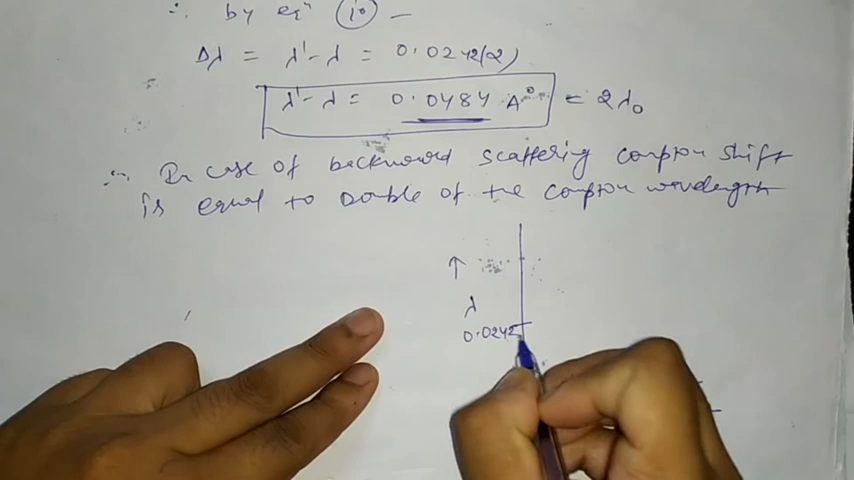 ∴ by eqⁿ 10 –
Δλ = λ' - λ = 0.0242(2)
λ' - λ = 0.0484 A° = 2λ₀
∴ In case of backward scattering compton shift
is equal to Double of the compton wavelength
↑
λ
0.0242